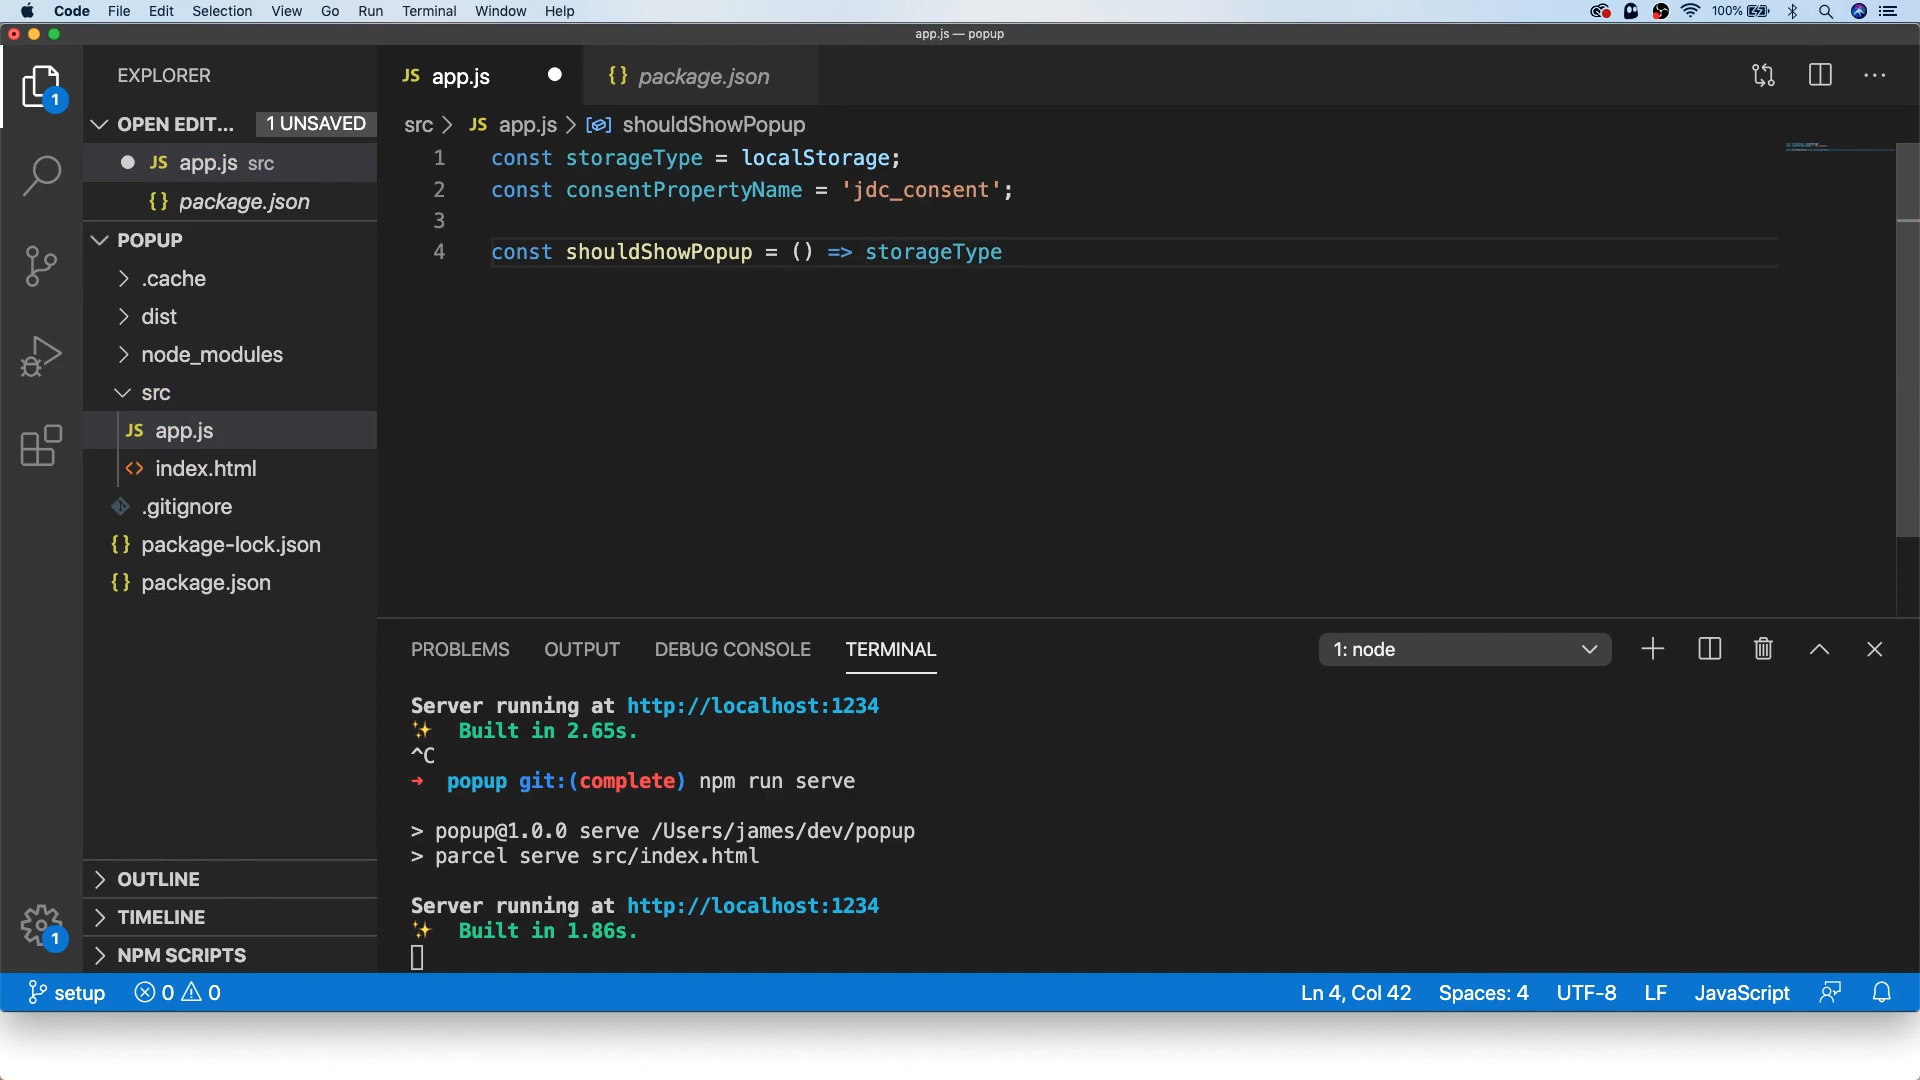 Code File Edit Selection View Go Run Terminal Window Help 100%
app.js — popup
EXPLORER
OPEN EDIT... 1 UNSAVED
JS app.js src
{} package.json
POPUP
.cache
dist
node_modules
src
JS app.js
<> index.html
.gitignore
{} package-lock.json
{} package.json
OUTLINE
TIMELINE
NPM SCRIPTS
1
1
JS app.js
{} package.json
src > JS app.js > shouldShowPopup
1 const storageType = localStorage;
2 const consentPropertyName = 'jdc_consent';
3
4 const shouldShowPopup = () => storageType
PROBLEMS OUTPUT DEBUG CONSOLE TERMINAL 1: node
Server running at http://localhost:1234
✨ Built in 2.65s.
^C
➜ popup git:(complete) npm run serve
> popup@1.0.0 serve /Users/james/dev/popup
> parcel serve src/index.html
Server running at http://localhost:1234
✨ Built in 1.86s.
setup 0 0 Ln 4, Col 42 Spaces: 4 UTF-8 LF JavaScript